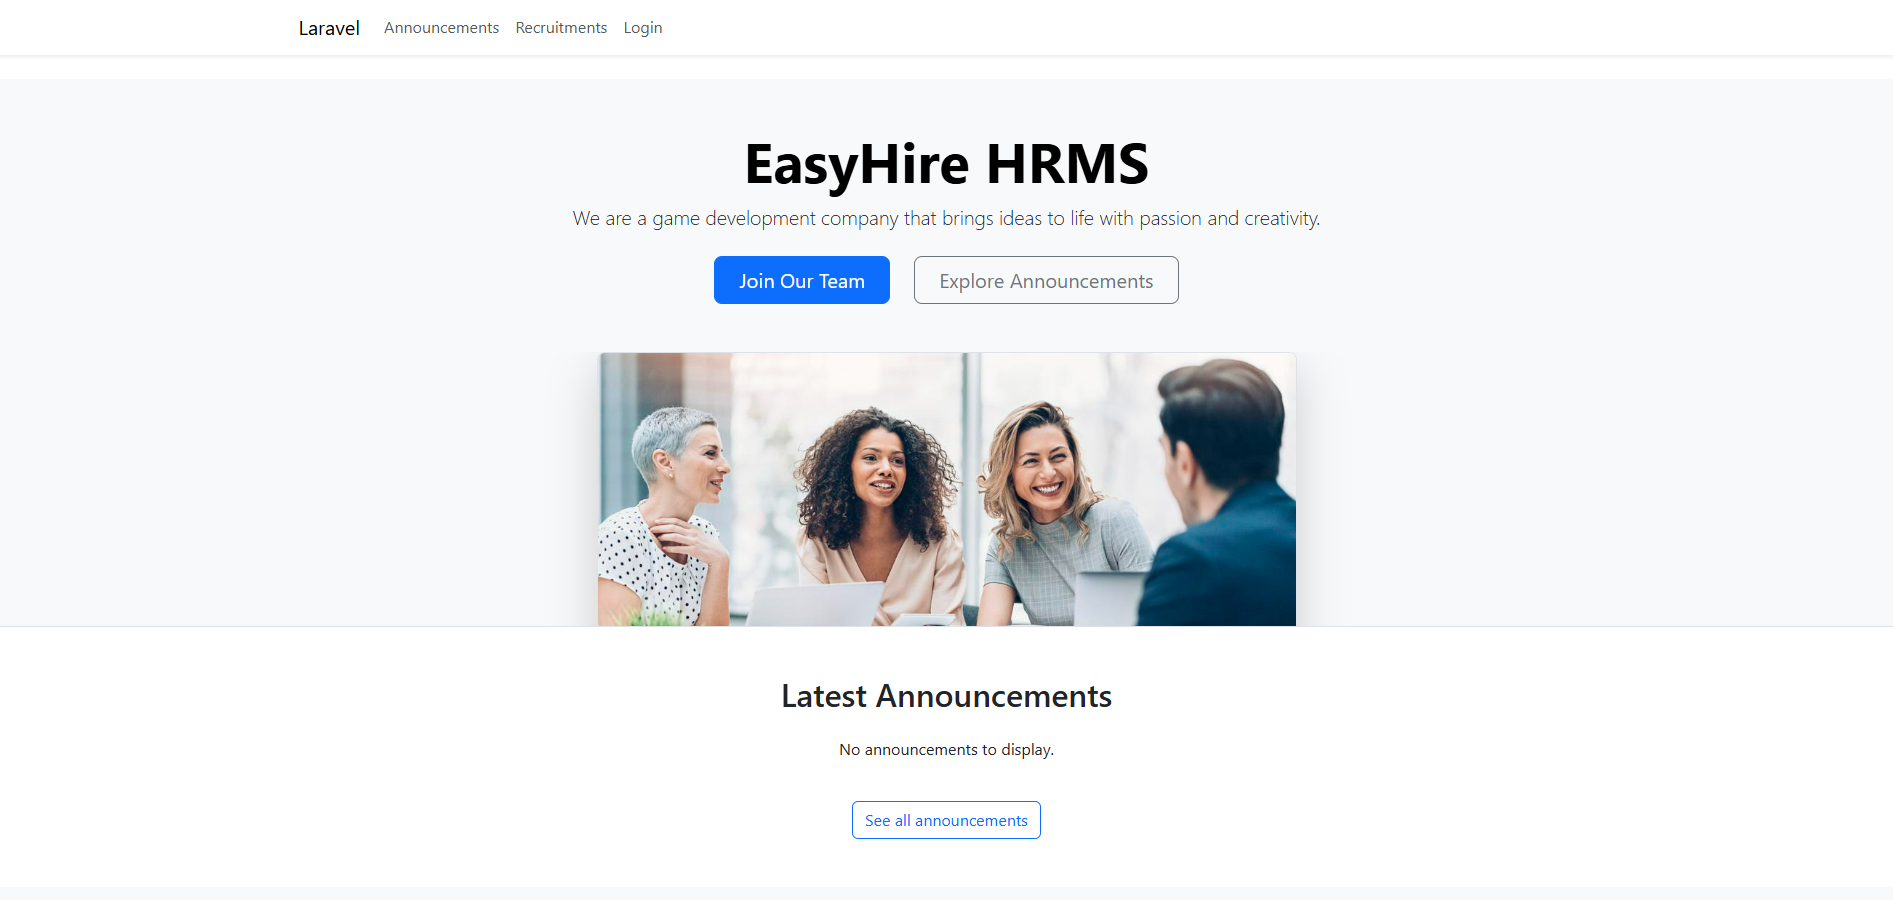 Laravel Announcements Recruitments Login
EasyHire HRMS
We are a game development company that brings ideas to life with passion and creativity.
Join Our Team Explore Announcements
Latest Announcements
No announcements to display.
See all announcements